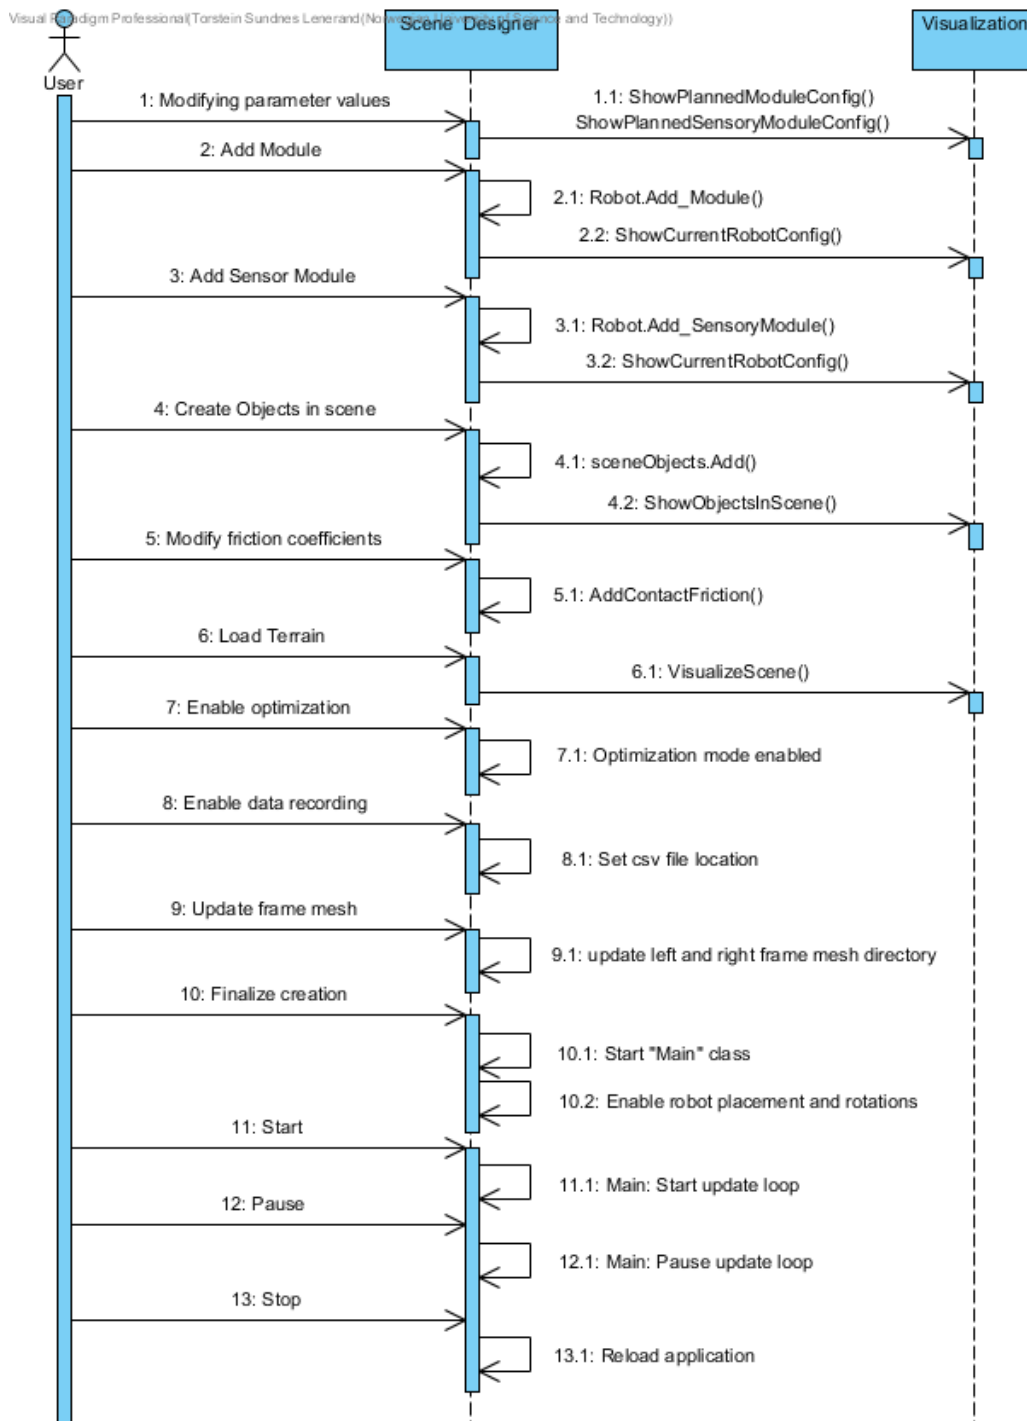 Visual Paradigm Professional(Torstein Sundnes Lenerand(Norwegian University of Science and Technology))
Scene Designer
Visualization
User
1: Modifying parameter values
1.1: ShowPlannedModuleConfig()
ShowPlannedSensoryModuleConfig()
2: Add Module
2.1: Robot.Add_Module()
2.2: ShowCurrentRobotConfig()
3: Add Sensor Module
3.1: Robot.Add_SensoryModule()
3.2: ShowCurrentRobotConfig()
4: Create Objects in scene
4.1: sceneObjects.Add()
4.2: ShowObjectsInScene()
5: Modify friction coefficients
5.1: AddContactFriction()
6: Load Terrain
6.1: VisualizeScene()
7: Enable optimization
7.1: Optimization mode enabled
8: Enable data recording
8.1: Set csv file location
9: Update frame mesh
9.1: update left and right frame mesh directory
10: Finalize creation
10.1: Start "Main" class
10.2: Enable robot placement and rotations
11: Start
11.1: Main: Start update loop
12: Pause
12.1: Main: Pause update loop
13: Stop
13.1: Reload application